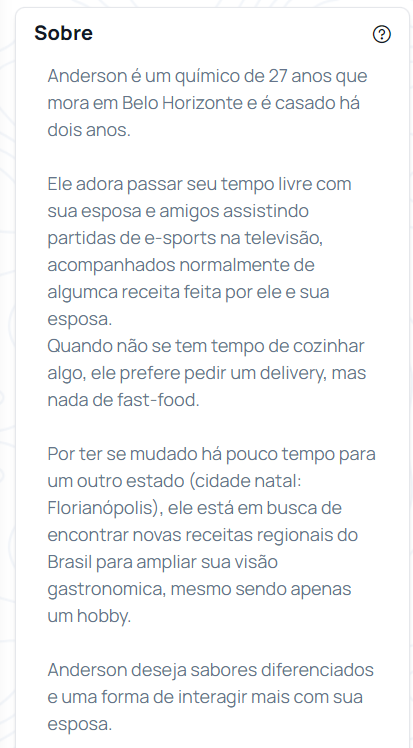 Sobre
Anderson é um químico de 27 anos que
mora em Belo Horizonte e é casado há
dois anos.
Ele adora passar seu tempo livre com
sua esposa e amigos assistindo
partidas de e-sports na televisão,
acompanhados normalmente de
algumca receita feita por ele e sua
esposa.
Quando não se tem tempo de cozinhar
algo, ele prefere pedir um delivery, mas
nada de fast-food.
Por ter se mudado há pouco tempo para
um outro estado (cidade natal:
Florianópolis), ele está em busca de
encontrar novas receitas regionais do
Brasil para ampliar sua visão
gastronomica, mesmo sendo apenas
um hobby.
Anderson deseja sabores diferenciados
e uma forma de interagir mais com sua
esposa.